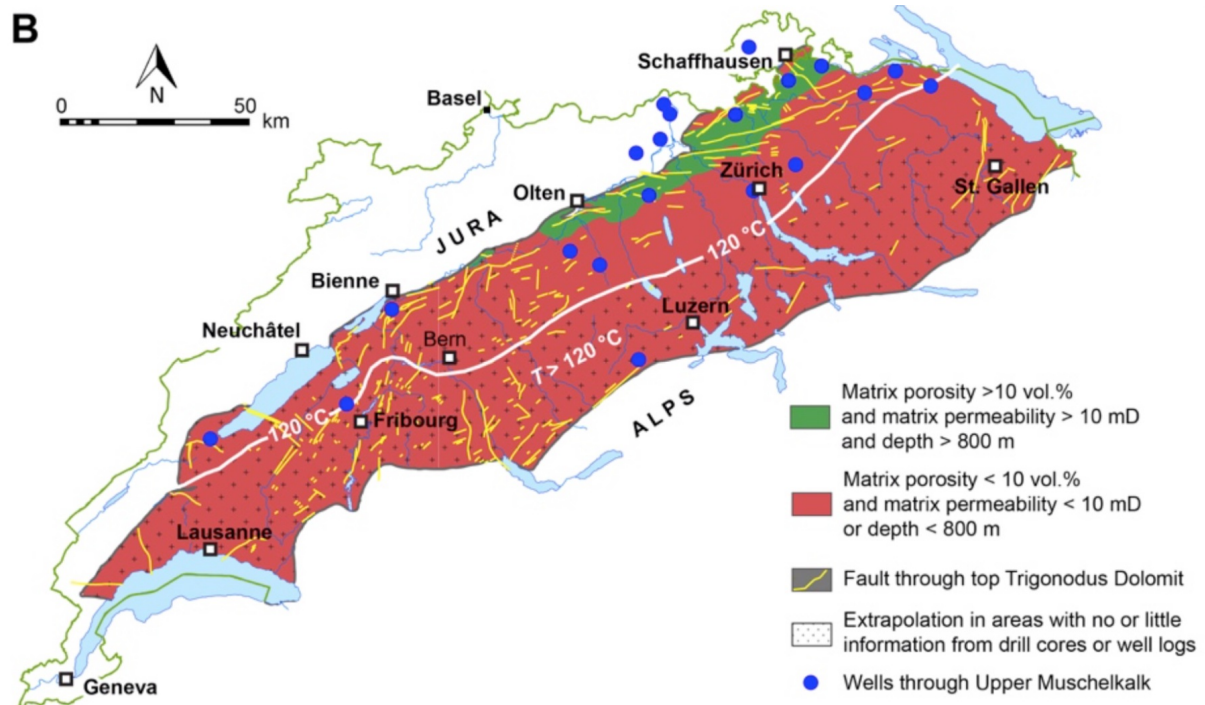 B
N
0 50
km
Basel
Schaffhausen
Zürich
St. Gallen
Olten
JURA
120 °C
Bienne
Luzern
Neuchâtel
Bern
T > 120 °C
ALPS
120 °C
Fribourg
Lausanne
Geneva
Matrix porosity >10 vol.%
and matrix permeability > 10 mD
and depth > 800 m
Matrix porosity < 10 vol.%
and matrix permeability < 10 mD
or depth < 800 m
Fault through top Trigonodus Dolomit
Extrapolation in areas with no or little
information from drill cores or well logs
Wells through Upper Muschelkalk